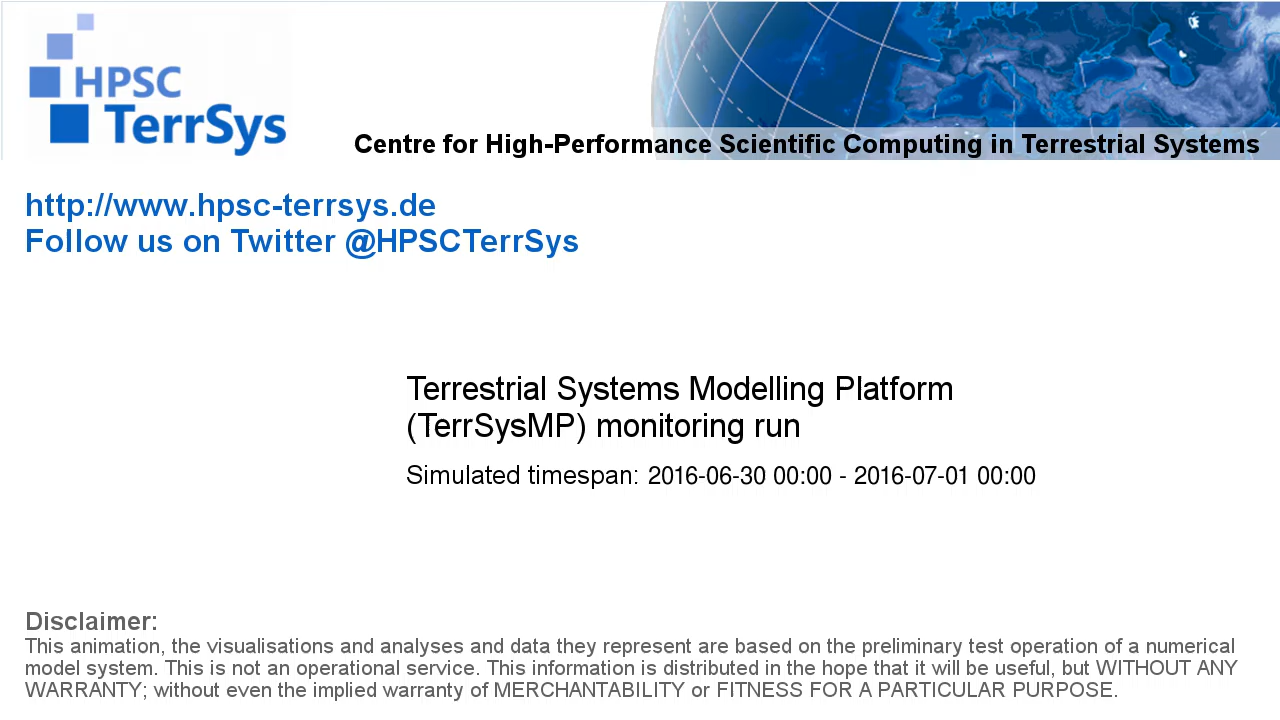 HPSC
TerrSys
Centre for High-Performance Scientific Computing in Terrestrial Systems
http://www.hpsc-terrsys.de
Follow us on Twitter @HPSCTerrSys
Terrestrial Systems Modelling Platform
(TerrSysMP) monitoring run
Simulated timespan: 2016-06-30 00:00 - 2016-07-01 00:00
Disclaimer:
This animation, the visualisations and analyses and data they represent are based on the preliminary test operation of a numerical
model system. This is not an operational service. This information is distributed in the hope that it will be useful, but WITHOUT ANY
WARRANTY; without even the implied warranty of MERCHANTABILITY or FITNESS FOR A PARTICULAR PURPOSE.